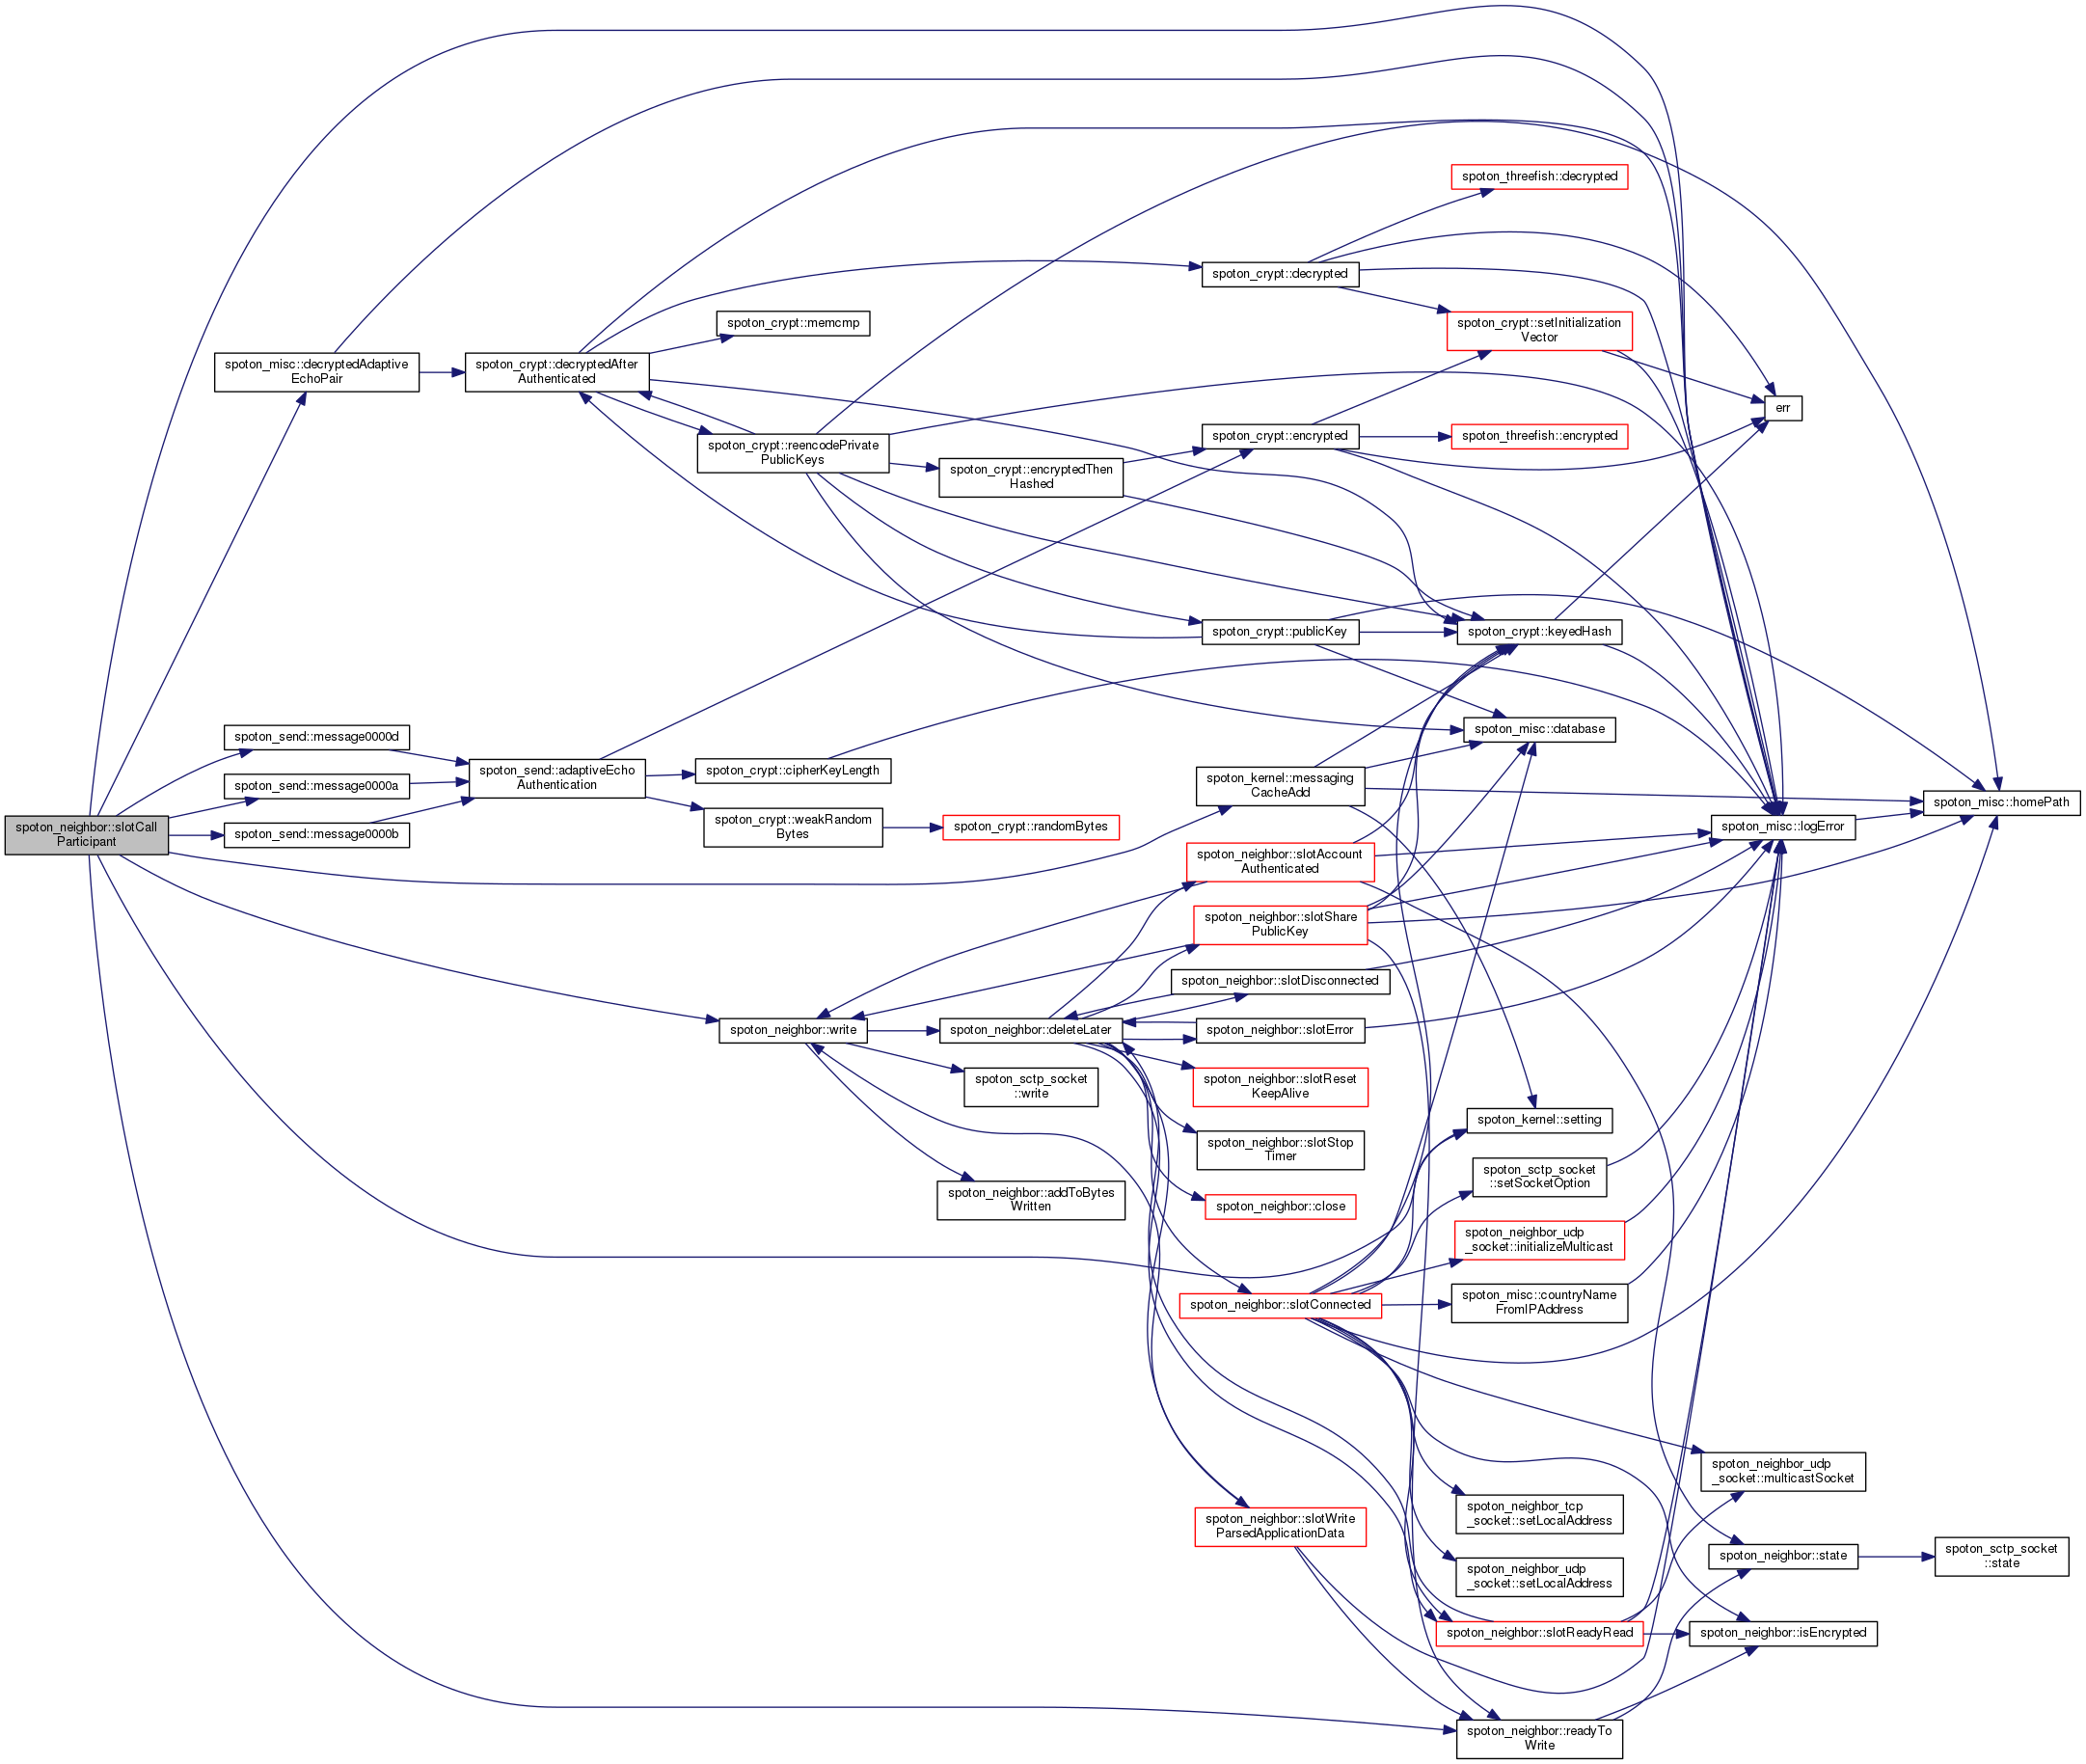 spoton_neighbor::slotCall
Participant
spoton_misc::decryptedAdaptive
EchoPair
spoton_send::message0000d
spoton_send::message0000a
spoton_send::message0000b
spoton_crypt::decryptedAfter
Authenticated
spoton_send::adaptiveEcho
Authentication
spoton_crypt::memcmp
spoton_crypt::reencodePrivate
PublicKeys
spoton_crypt::cipherKeyLength
spoton_crypt::weakRandom
Bytes
spoton_neighbor::write
spoton_crypt::encryptedThen
Hashed
spoton_crypt::randomBytes
spoton_neighbor::deleteLater
spoton_sctp_socket
::write
spoton_neighbor::addToBytes
Written
spoton_crypt::decrypted
spoton_crypt::encrypted
spoton_crypt::publicKey
spoton_kernel::messaging
CacheAdd
spoton_neighbor::slotAccount
Authenticated
spoton_neighbor::slotShare
PublicKey
spoton_neighbor::slotDisconnected
spoton_neighbor::slotError
spoton_neighbor::slotReset
KeepAlive
spoton_neighbor::slotStop
Timer
spoton_neighbor::close
spoton_neighbor::slotConnected
spoton_neighbor::slotWrite
ParsedApplicationData
spoton_threefish::decrypted
spoton_crypt::setInitialization
Vector
spoton_threefish::encrypted
spoton_crypt::keyedHash
spoton_misc::database
spoton_kernel::setting
spoton_sctp_socket
::setSocketOption
spoton_neighbor_udp
_socket::initializeMulticast
spoton_misc::countryName
FromIPAddress
spoton_neighbor_tcp
_socket::setLocalAddress
spoton_neighbor_udp
_socket::setLocalAddress
spoton_neighbor::slotReadyRead
spoton_neighbor::readyTo
Write
err
spoton_misc::logError
spoton_neighbor_udp
_socket::multicastSocket
spoton_neighbor::state
spoton_neighbor::isEncrypted
spoton_misc::homePath
spoton_sctp_socket
::state